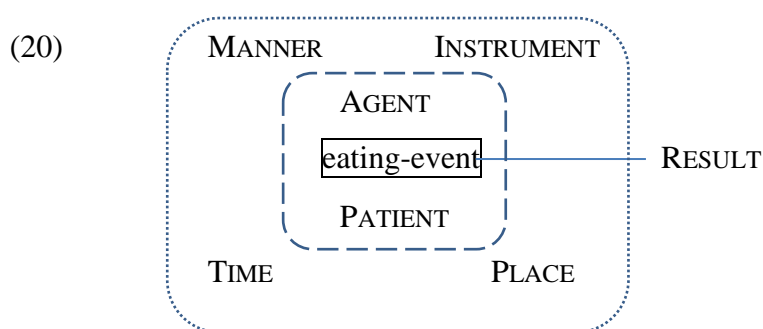 (20) MANNER INSTRUMENT
AGENT
eating-event RESULT
PATIENT
TIME PLACE